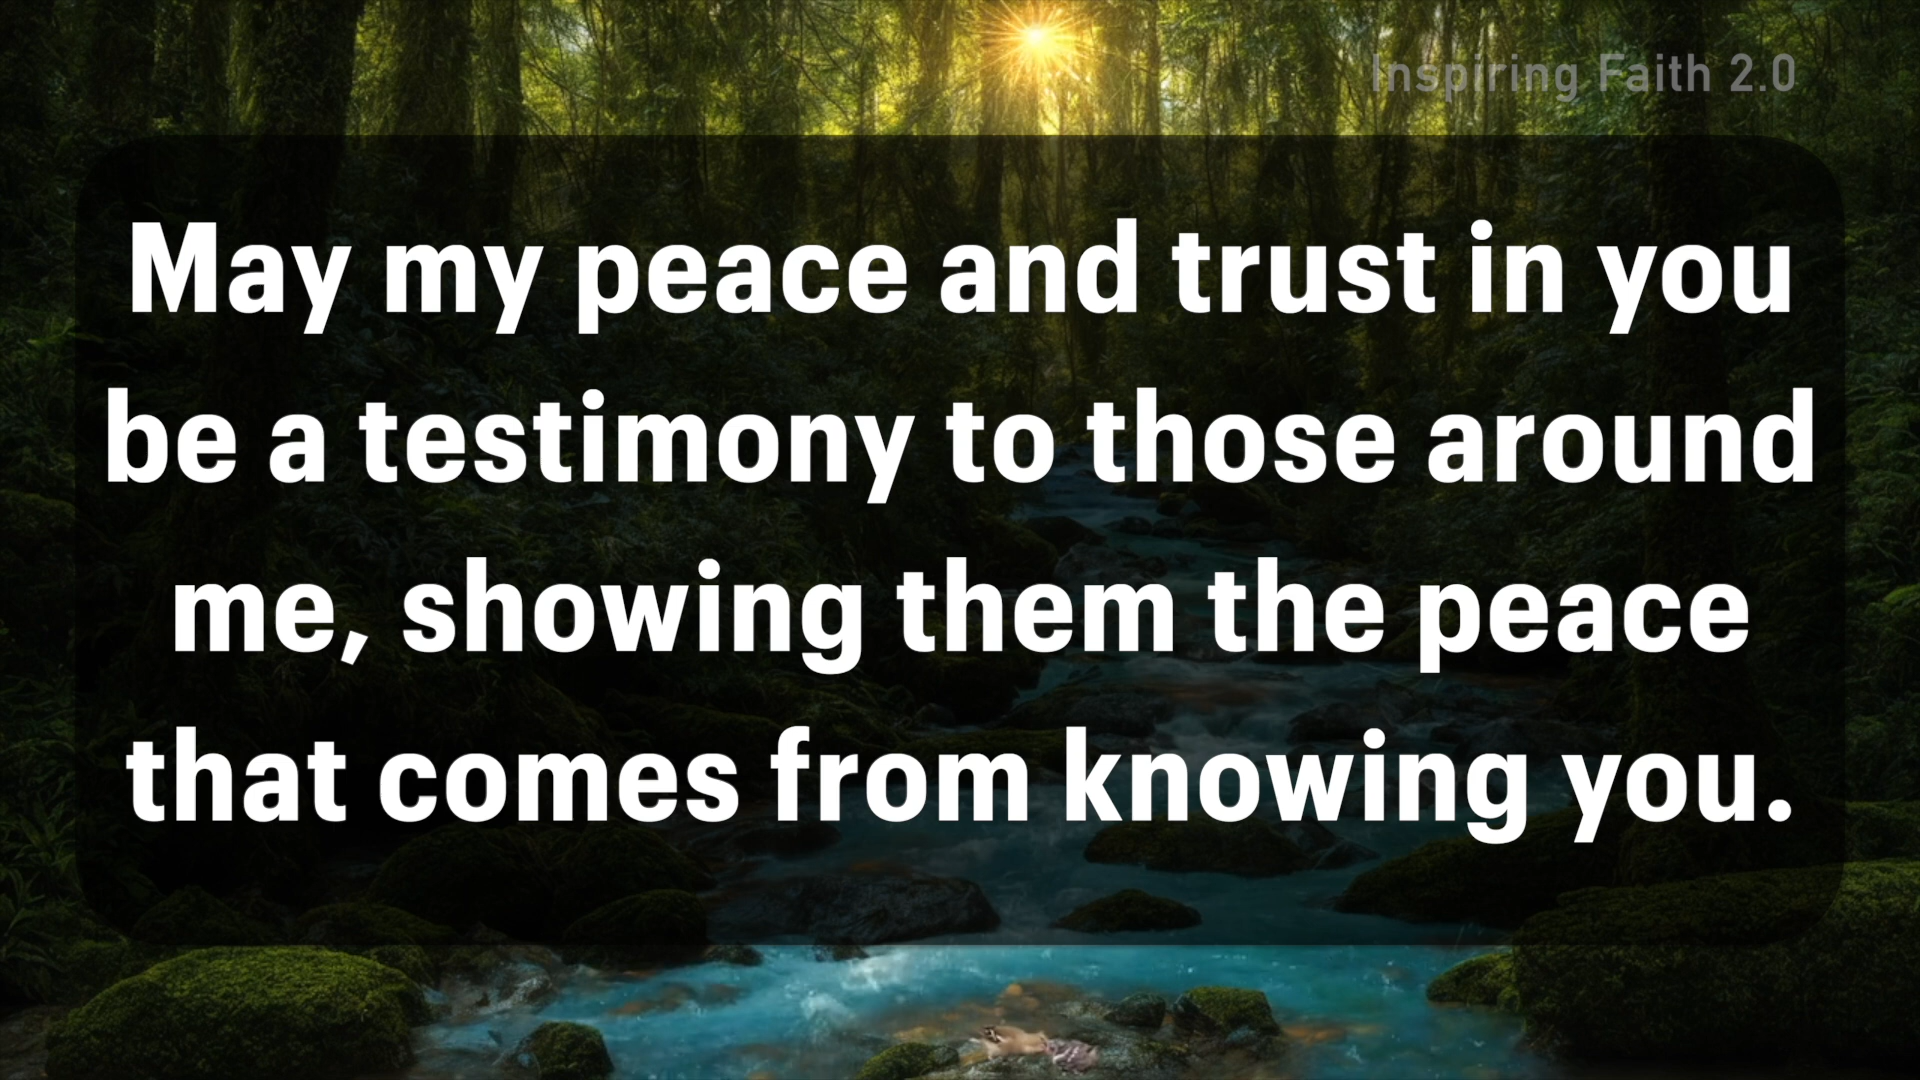 Inspiring Faith 2.0
May my peace and trust in you
be a testimony to those around
me, showing them the peace
that comes from knowing you.